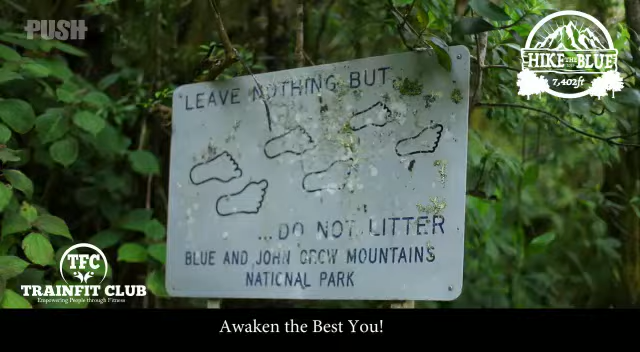 PUSH
HIKE THE BLUE
7,402ft
LEAVE NOTHING BUT...
...DO NOT LITTER
BLUE AND JOHN CROW MOUNTAINS
NATIONAL PARK
TFC
TRAINFIT CLUB
Empowering People through Fitness
Awaken the Best You!